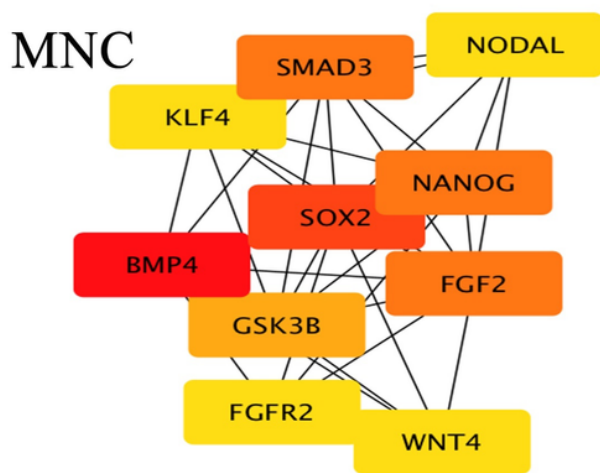 MNC
NODAL
SMAD3
KLF4
NANOG
SOX2
BMP4
FGF2
GSK3B
FGFR2
WNT4